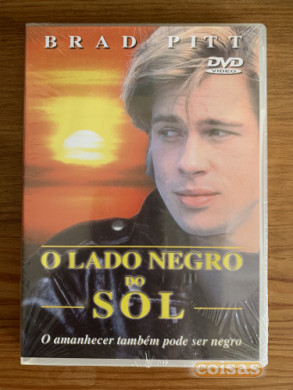 BRAD PITT
DVD
VIDEO
O LADO NEGRO
DO
SOL
O amanhecer também pode ser negro
coisas